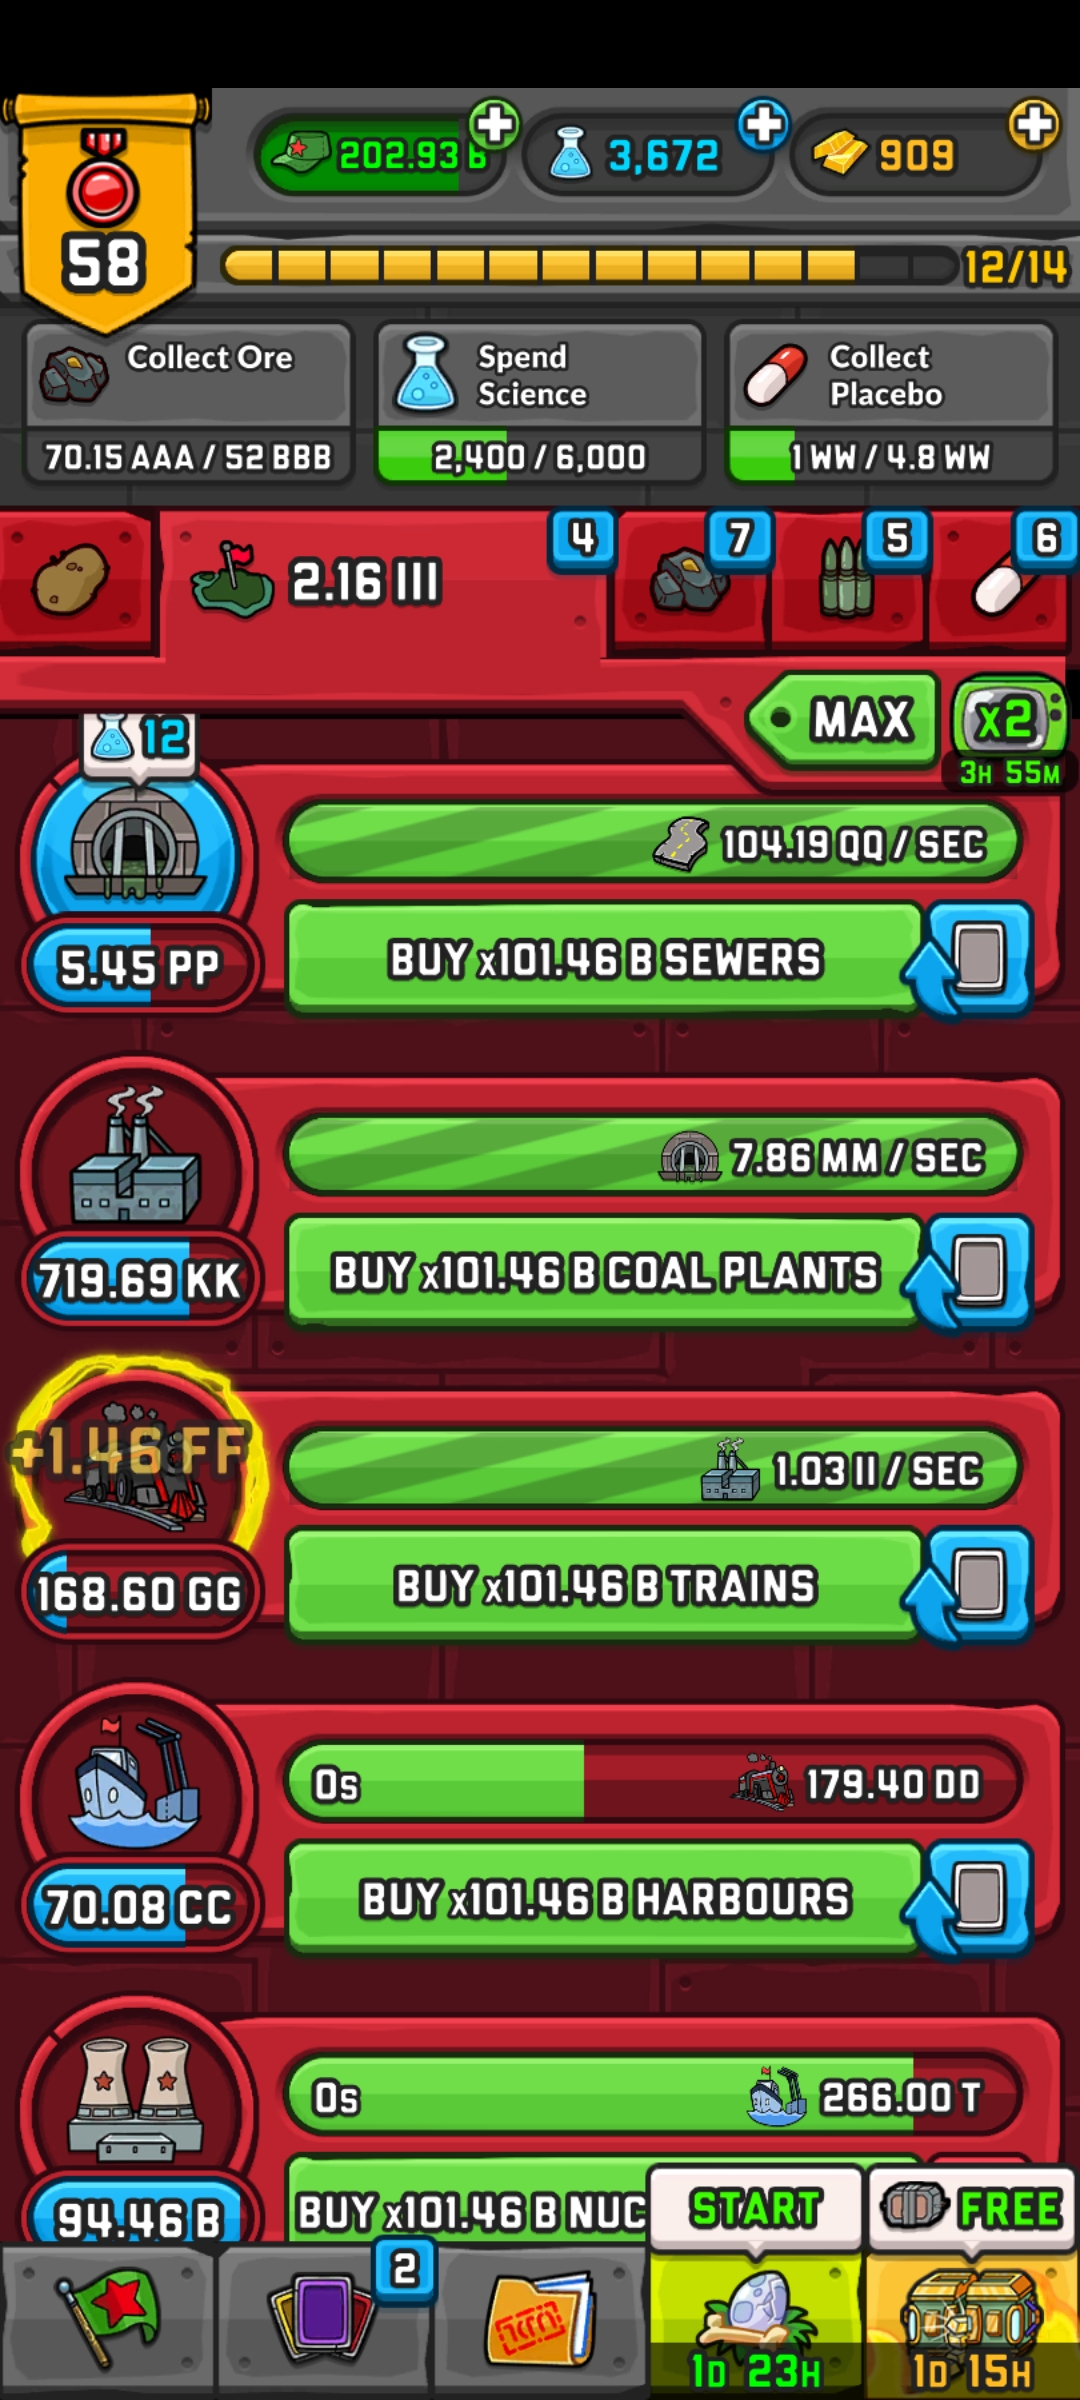 202.93 B
3,672
909
58
12/14
Collect Ore
70.15 AAA / 52 BBB
Spend
Science
2,400 / 6,000
Collect
Placebo
1 WW / 4.8 WW
2.16 III
4
7
5
6
MAX
x2
3H 55M
12
104.19 QQ / SEC
5.45 PP
BUY x101.46 B SEWERS
7.86 MM / SEC
719.69 KK
BUY x101.46 B COAL PLANTS
+1.46 FF
1.03 II / SEC
168.60 GG
BUY x101.46 B TRAINS
0s
179.40 DD
70.08 CC
BUY x101.46 B HARBOURS
0s
266.00 T
94.46 B
BUY x101.46 B NUC
START
FREE
2
1D 23H
1D 15H